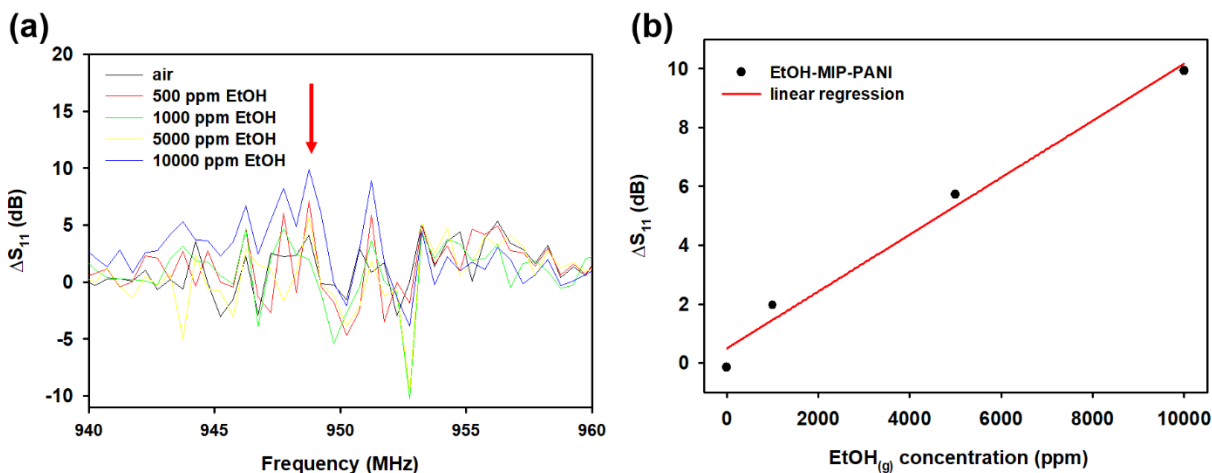 (a)
20
15
10
5
0
-5
-10
ΔS11 (dB)
air
500 ppm EtOH
1000 ppm EtOH
5000 ppm EtOH
10000 ppm EtOH
940
945
950
955
960
Frequency (MHz)
(b)
10
8
6
4
2
0
ΔS11 (dB)
EtOH-MIP-PANI
linear regression
0
2000
4000
6000
8000
10000
EtOH(g) concentration (ppm)